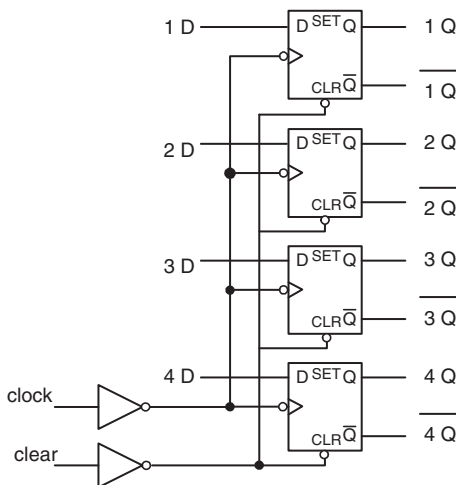 1 D
D SET Q
1 Q
CLR Q̅
1̅ ̅Q̅
2 D
D SET Q
2 Q
CLR Q̅
2̅ ̅Q̅
3 D
D SET Q
3 Q
CLR Q̅
3̅ ̅Q̅
4 D
D SET Q
4 Q
clock
CLR Q̅
4̅ ̅Q̅
clear